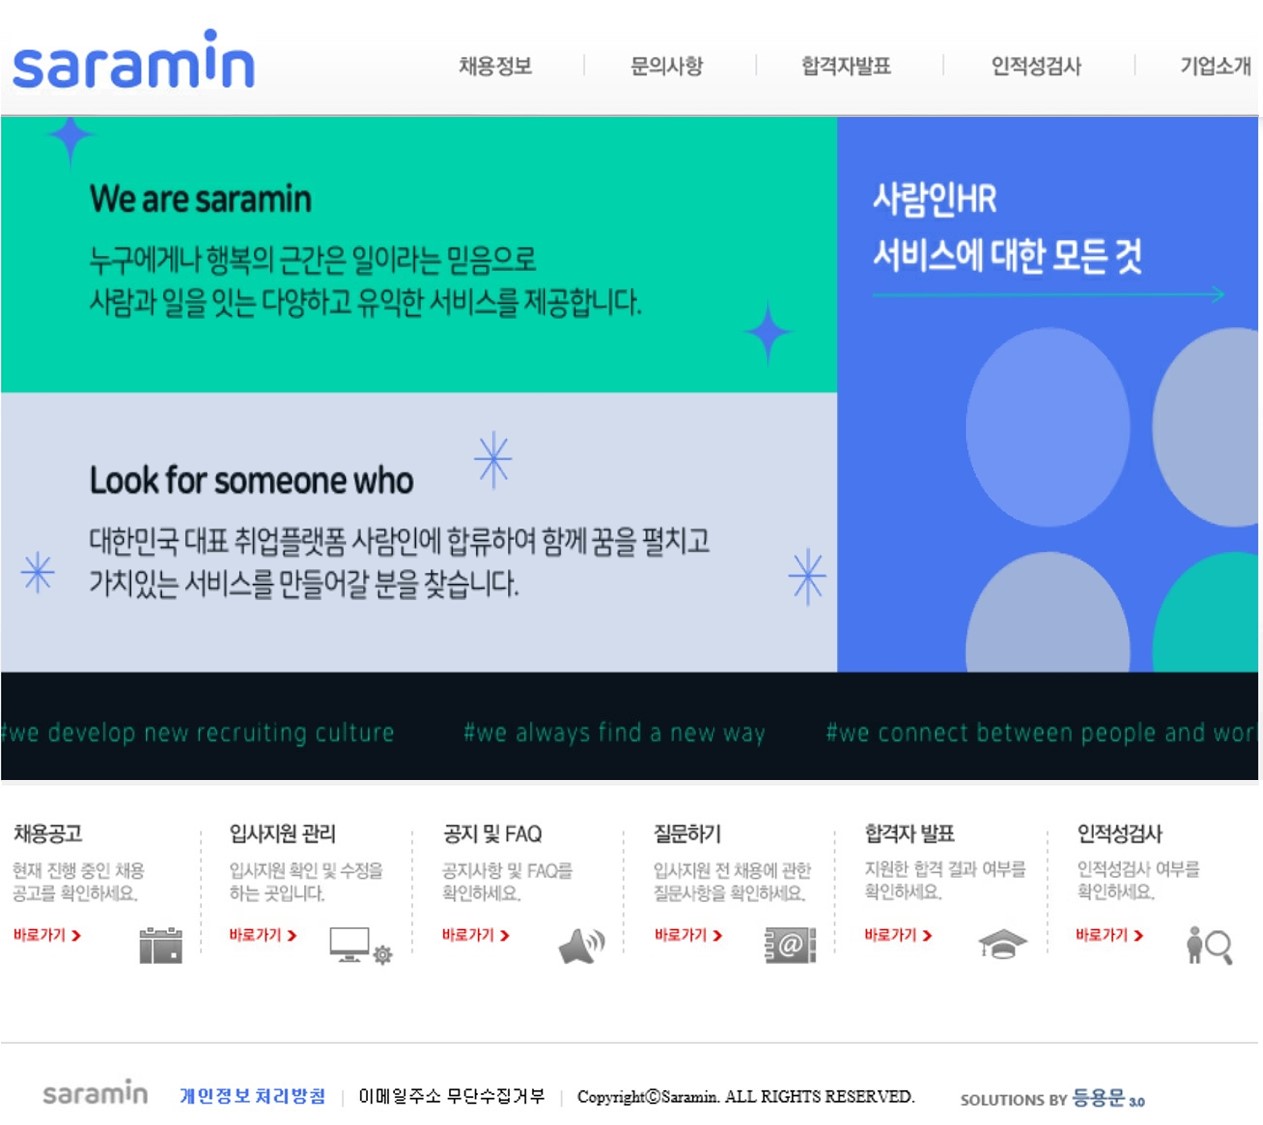 saramin
채용정보
문의사항
합격자발표
인적성검사
기업소개
We are saramin
누구에게나 행복의 근간은 일이라는 믿음으로
사람과 일을 잇는 다양하고 유익한 서비스를 제공합니다.
사람인HR
서비스에 대한 모든 것
Look for someone who
대한민국 대표 취업플랫폼 사람인에 합류하여 함께 꿈을 펼치고
가치있는 서비스를 만들어갈 분을 찾습니다.
#we develop new recruiting culture
#we always find a new way
#we connect between people and wor
채용공고
현재 진행 중인 채용
공고를 확인하세요.
바로가기
입사지원 관리
입사지원 확인 및 수정을
하는 곳입니다.
바로가기
공지 및 FAQ
공지사항 및 FAQ를
확인하세요.
바로가기
질문하기
입사지원 전 채용에 관한
질문사항을 확인하세요.
바로가기
합격자 발표
지원한 합격 결과 여부를
확인하세요.
바로가기
인적성검사
인적성검사 여부를
확인하세요.
바로가기
saramin
개인정보 처리방침
이메일주소 무단수집거부
CopyrightⓒSaramin. ALL RIGHTS RESERVED.
SOLUTIONS BY 등용문 3.0